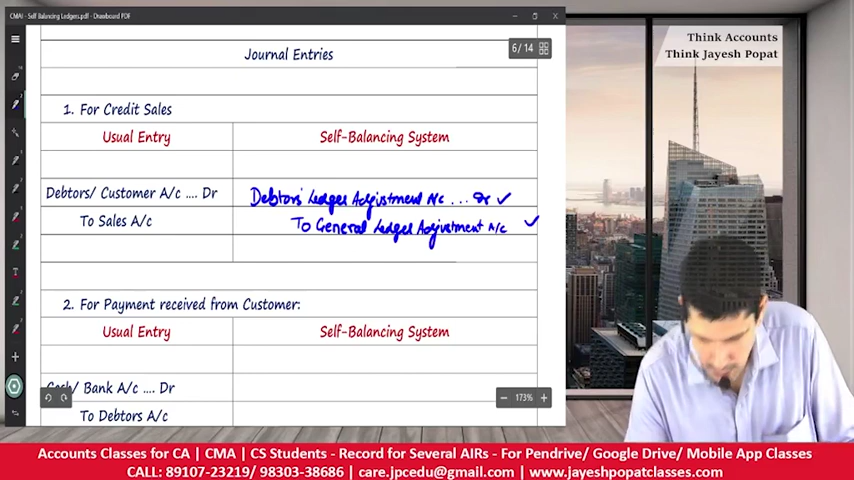 CMAI - Self Balancing Ledgers.pdf - Drawboard PDF
Think Accounts
Think Jayesh Popat
6/ 14
Journal Entries
1. For Credit Sales
Usual Entry Self-Balancing System
Debtors/ Customer A/c .... Dr Debtors' Ledger Adjustment A/c ... Dr ✓
To Sales A/c To General Ledger Adjustment A/c ✓
2. For Payment received from Customer:
Usual Entry Self-Balancing System
Cash/ Bank A/c .... Dr
173%
To Debtors A/c
Accounts Classes for CA | CMA | CS Students - Record for Several AIRs - For Pendrive/ Google Drive/ Mobile App Classes
CALL: 89107-23219/ 98303-38686 | care.jpcedu@gmail.com | www.jayeshpopatclasses.com